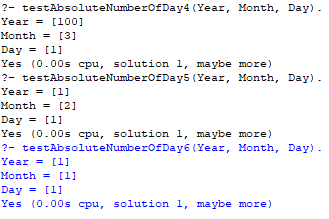 ?- testAbsoluteNumberOfDay4(Year, Month, Day).
Year = [100]
Month = [3]
Day = [1]
Yes (0.00s cpu, solution 1, maybe more)
?- testAbsoluteNumberOfDay5(Year, Month, Day).
Year = [1]
Month = [2]
Day = [1]
Yes (0.00s cpu, solution 1, maybe more)
?- testAbsoluteNumberOfDay6(Year, Month, Day).
Year = [1]
Month = [1]
Day = [1]
Yes (0.00s cpu, solution 1, maybe more)